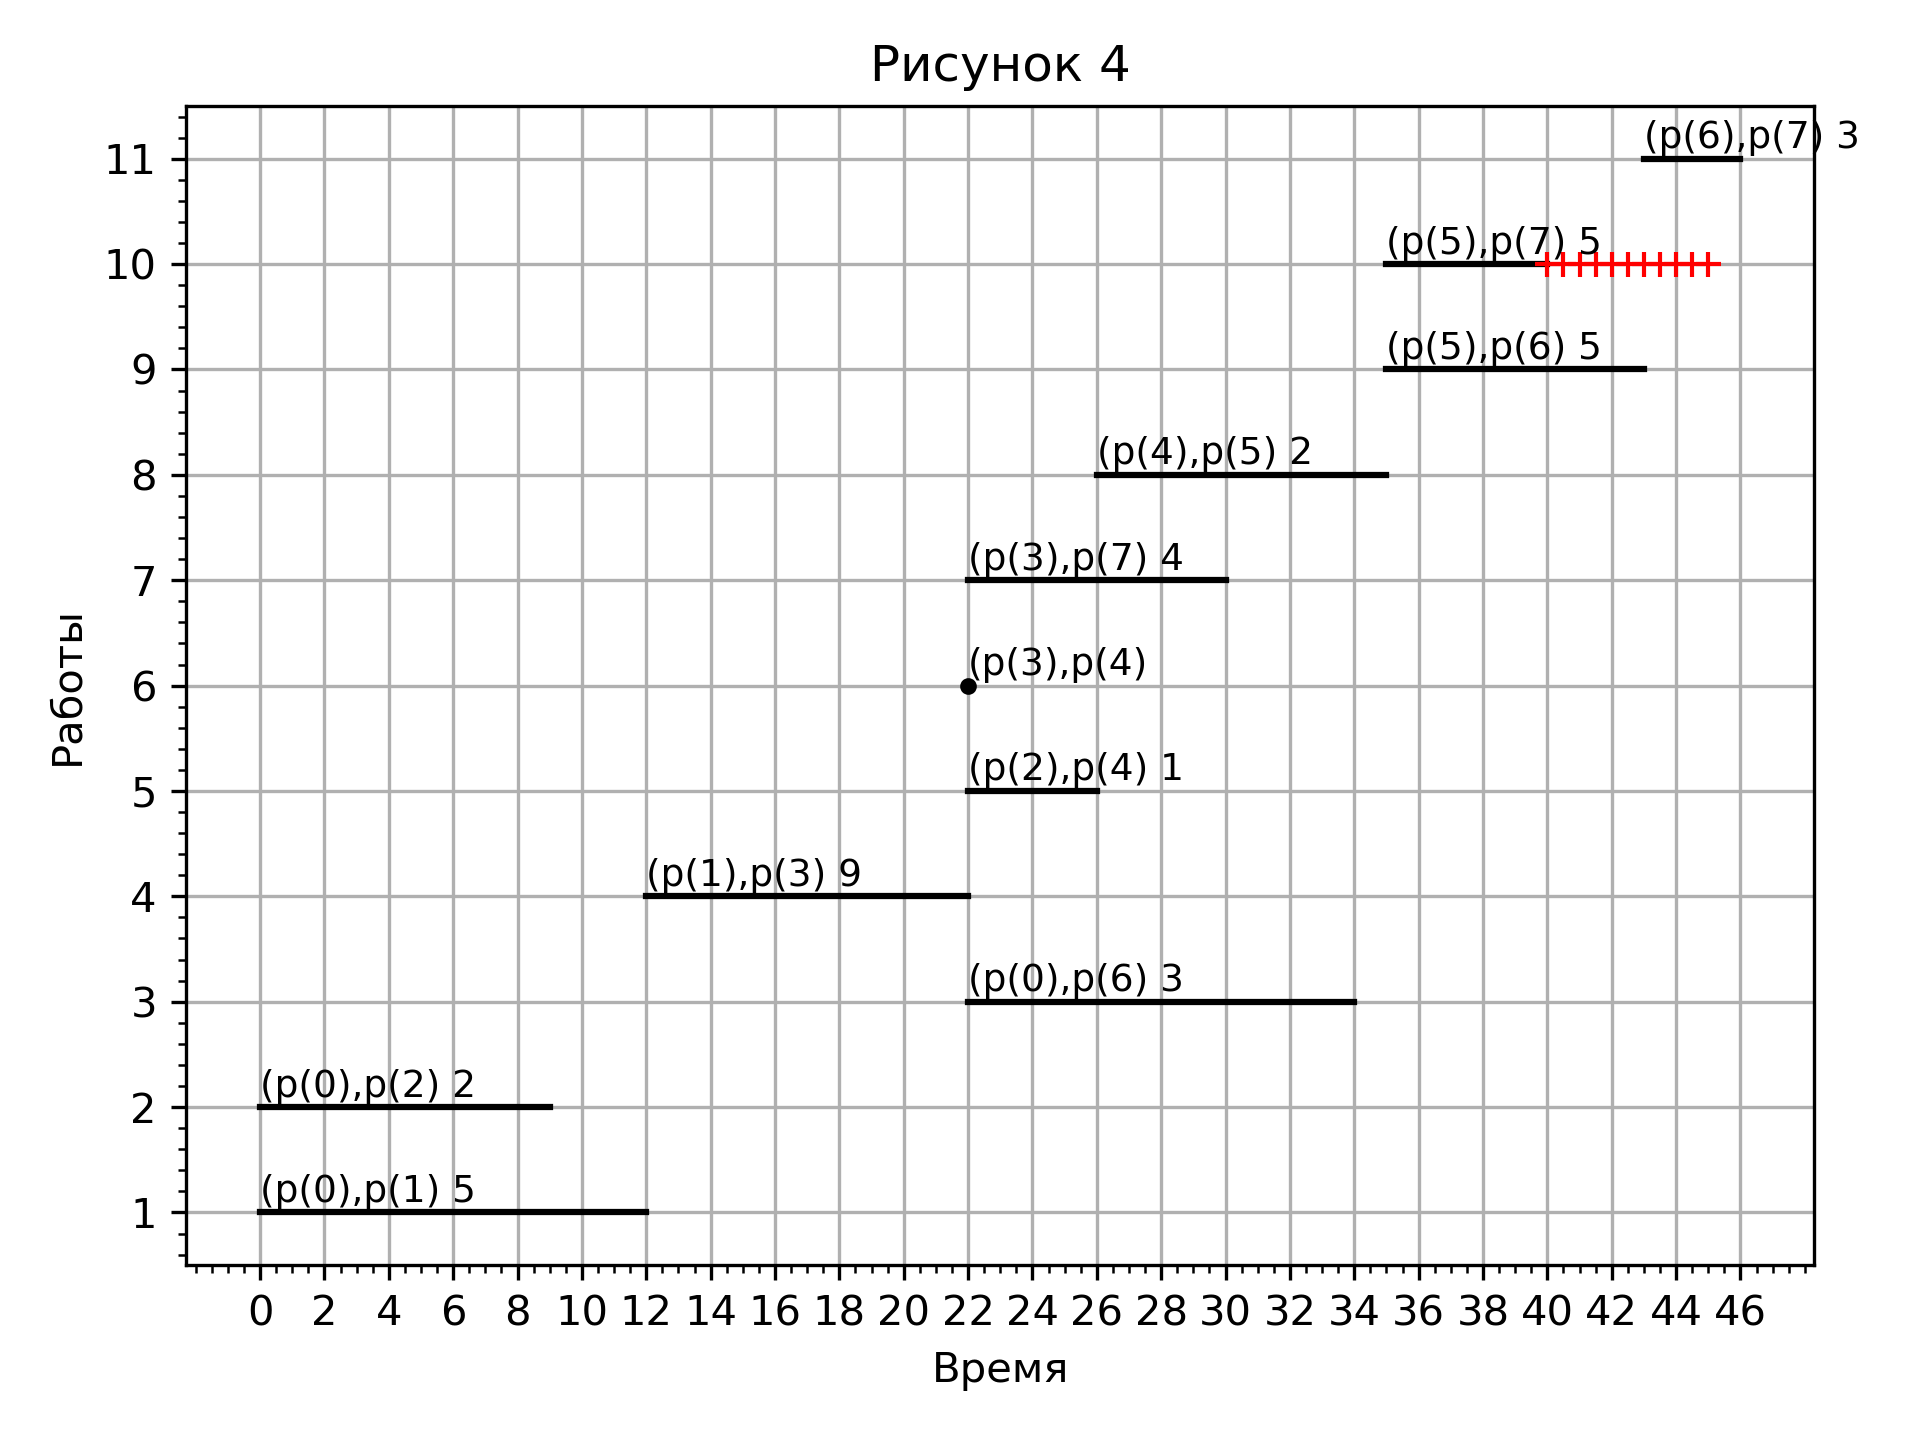 Рисунок 4
11
(p(6),p(7) 3
10
(p(5),p(7) 5
9
(p(5),p(6) 5
8
(p(4),p(5) 2
7
(p(3),p(7) 4
6
(p(3),p(4)
5
(p(2),p(4) 1
4
(p(1),p(3) 9
3
(p(0),p(6) 3
2
(p(0),p(2) 2
1
(p(0),p(1) 5
Работы
0 2 4 6 8 10 12 14 16 18 20 22 24 26 28 30 32 34 36 38 40 42 44 46
Время